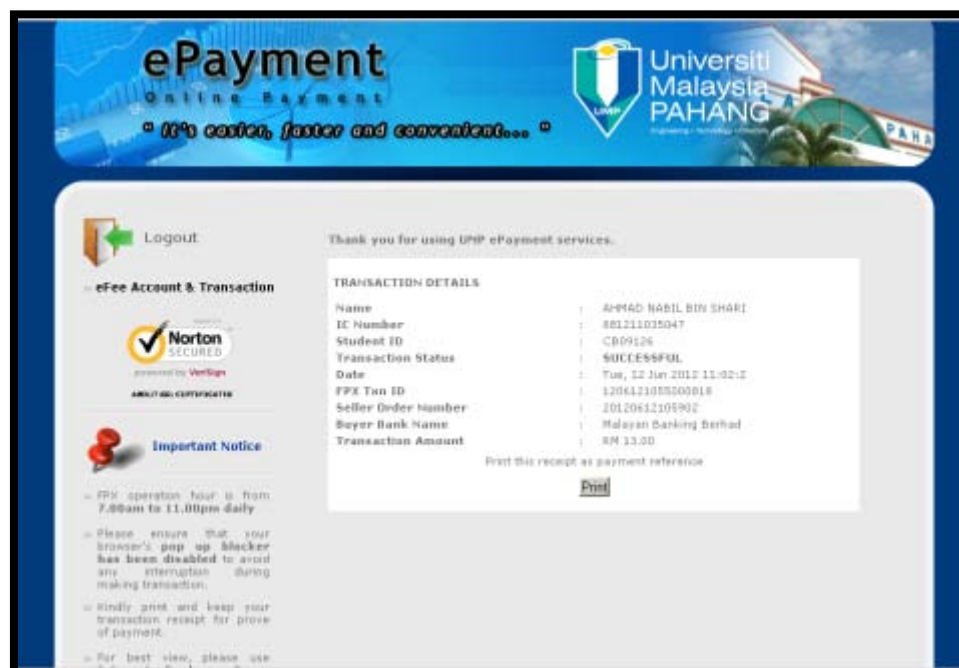 ePayment
Online Payment
" It's easier, faster and convenient... "
UMP
Universiti
Malaysia
PAHANG
PAHA
Logout
eFee Account & Transaction
Norton
SECURED
powered by VeriSign
ABOUT SSL CERTIFICATES
Important Notice
FPX operation hour is from
7.00am to 11.00pm daily
Please ensure that your
browser's pop up blocker
has been disabled to avoid
any interruption during
making transaction.
Kindly print and keep your
transaction receipt for prove
of payment.
For best view, please use
Thank you for using UMP ePayment services.
TRANSACTION DETAILS
Name : AHMAD NABIL BIN SHARI
IC Number : 881211035047
Student ID : CB09126
Transaction Status : SUCCESSFUL
Date : Tue, 12 Jun 2012 11:02:2
FPX Txn ID : 1206121055000818
Seller Order Number : 20120612105902
Buyer Bank Name : Malayan Banking Berhad
Transaction Amount : RM 13.00
Print this receipt as payment reference
Print